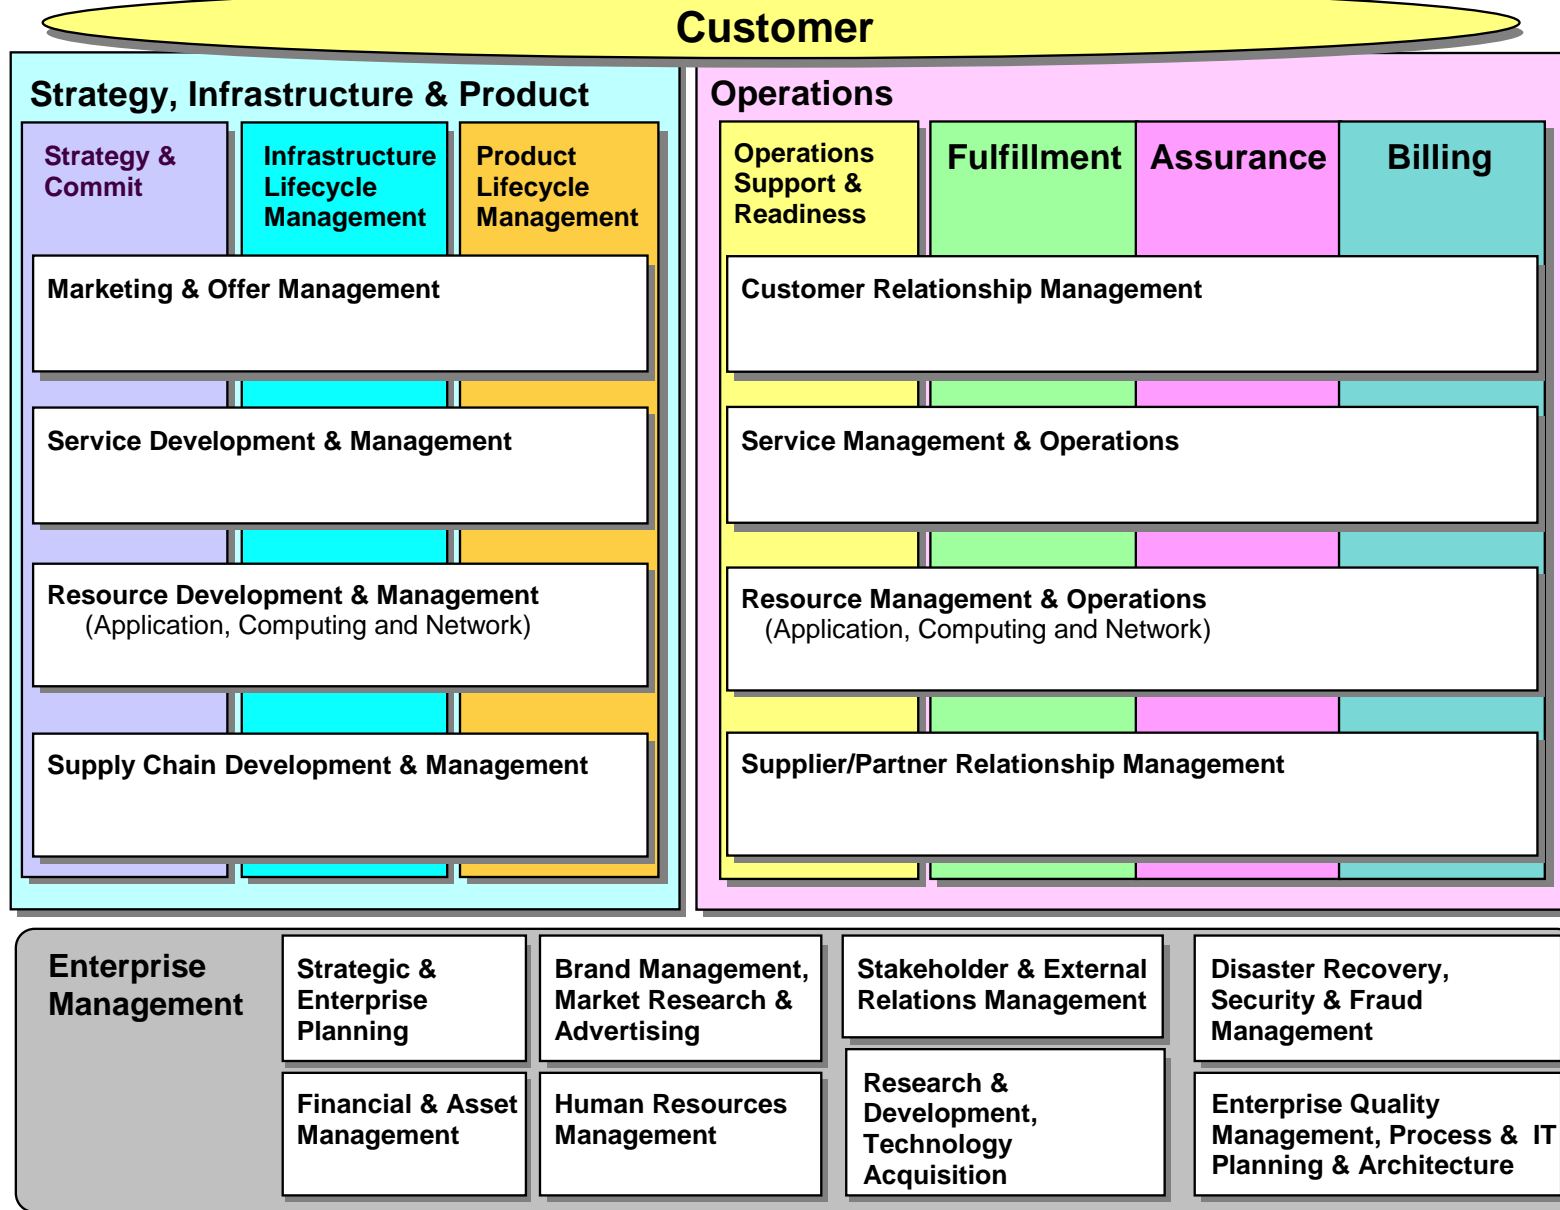 Customer
Strategy, Infrastructure & Product
Strategy &
Commit
Infrastructure
Lifecycle
Management
Product
Lifecycle
Management
Marketing & Offer Management
Service Development & Management
Resource Development & Management
(Application, Computing and Network)
Supply Chain Development & Management
Operations
Operations
Support &
Readiness
Fulfillment
Assurance
Billing
Customer Relationship Management
Service Management & Operations
Resource Management & Operations
(Application, Computing and Network)
Supplier/Partner Relationship Management
Enterprise
Management
Strategic &
Enterprise
Planning
Brand Management,
Market Research &
Advertising
Stakeholder & External
Relations Management
Disaster Recovery,
Security & Fraud
Management
Financial & Asset
Management
Human Resources
Management
Research &
Development,
Technology
Acquisition
Enterprise Quality
Management, Process & IT
Planning & Architecture